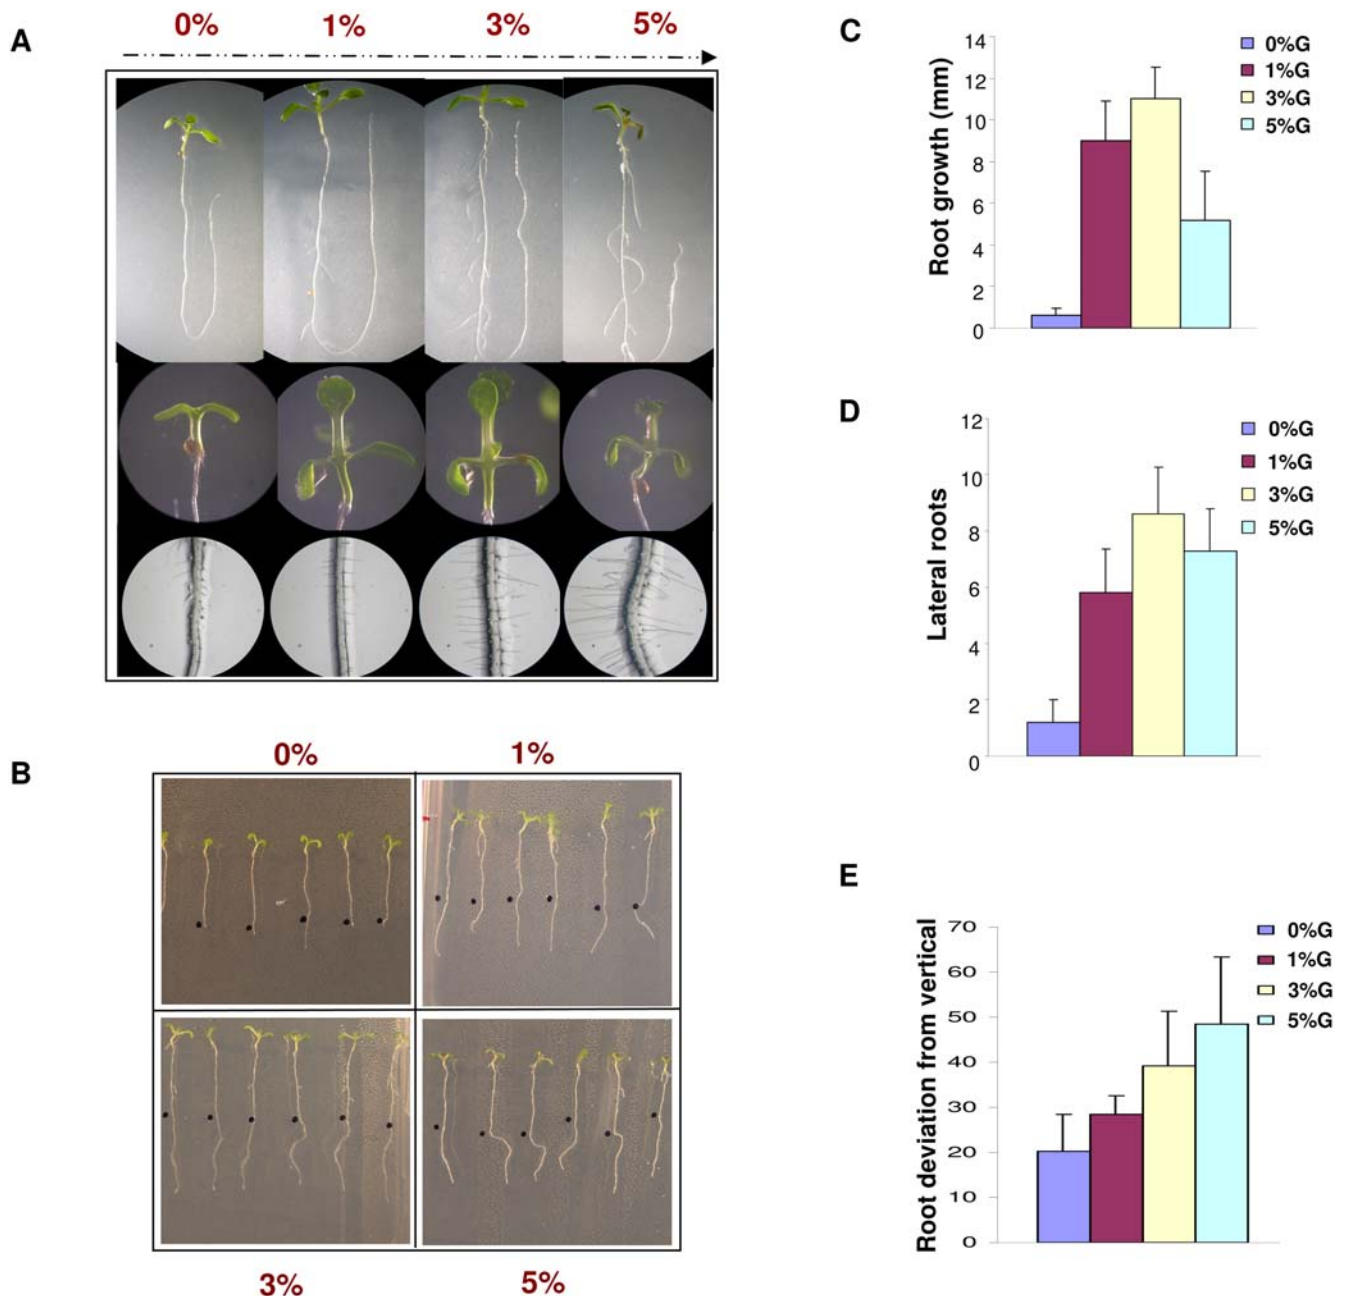 A
0% 1% 3% 5%
B
0% 1%
3% 5%
C
Root growth (mm)
14
12
10
8
6
4
2
0
0%G
1%G
3%G
5%G
D
Lateral roots
12
10
8
6
4
2
0
0%G
1%G
3%G
5%G
E
Root deviation from vertical
70
60
50
40
30
20
10
0
0%G
1%G
3%G
5%G